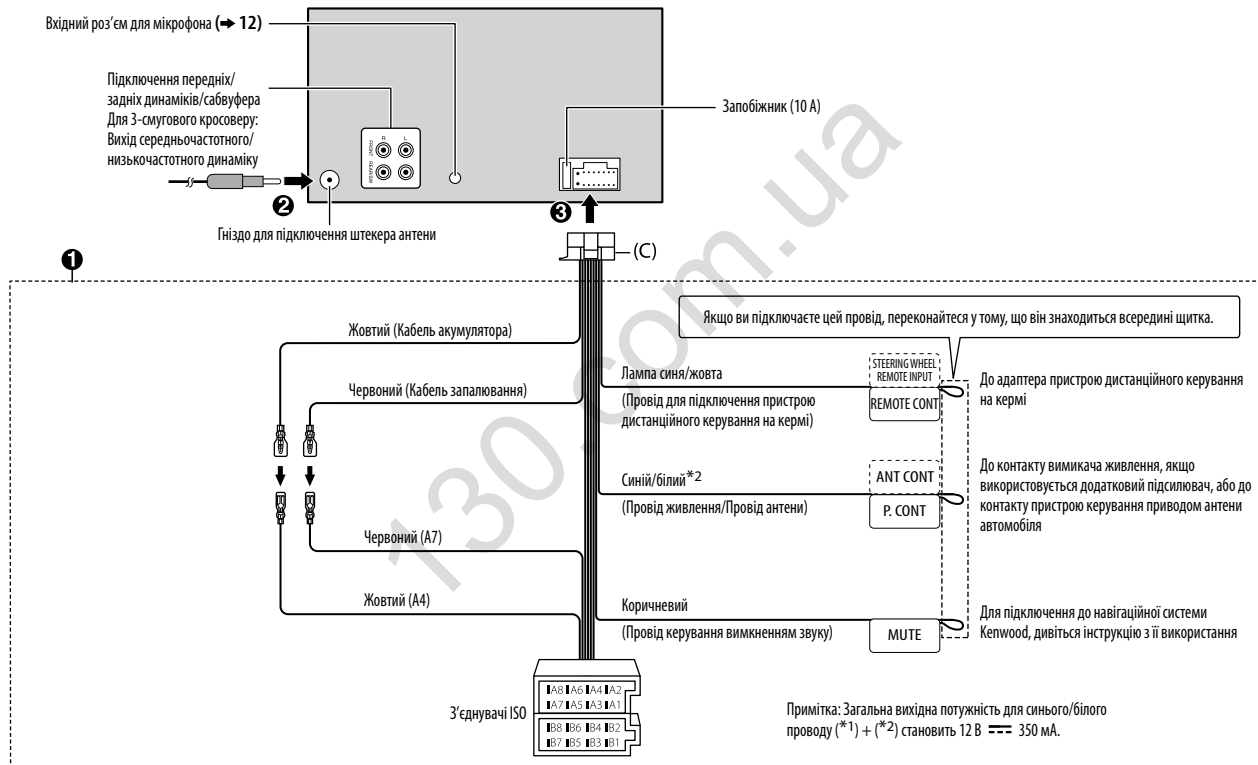 Вхідний роз’єм для мікрофона (➔ 12)
Підключення передніх/
задніх динаміків/сабвуфера
Для 3-смугового кросоверу:
Вихід середньочастотного/
низькочастотного динаміку
R L
FRONT
REAR/SW
Запобіжник (10 A)
2
3
Гніздо для підключення штекера антени
(C)
1
Якщо ви підключаєте цей провід, переконайтеся у тому, що він знаходиться всередині щитка.
Жовтий (Кабель акумулятора)
Червоний (Кабель запалювання)
Лампа синя/жовта
(Провід для підключення пристрою
дистанційного керування на кермі)
STEERING WHEEL
REMOTE INPUT
REMOTE CONT
До адаптера пристрою дистанційного керування
на кермі
Синій/білий*2
(Провід живлення/Провід антени)
ANT CONT
P. CONT
До контакту вимикача живлення, якщо
використовується додатковий підсилювач, або до
контакту пристрою керування приводом антени
автомобіля
Червоний (A7)
Жовтий (A4)
Коричневий
(Провід керування вимкненням звуку)
MUTE
Для підключення до навігаційної системи
Kenwood, дивіться інструкцію з її використання
З’єднувачі ISO
A8 A6 A4 A2
A7 A5 A3 A1
B8 B6 B4 B2
B7 B5 B3 B1
Примітка: Загальна вихідна потужність для синього/білого
проводу (*1) + (*2) становить 12 В ⎓ 350 мА.
130.com.ua